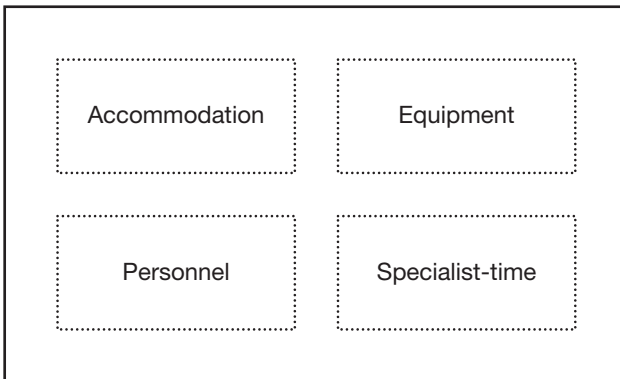 Accommodation
Equipment
Personnel
Specialist-time